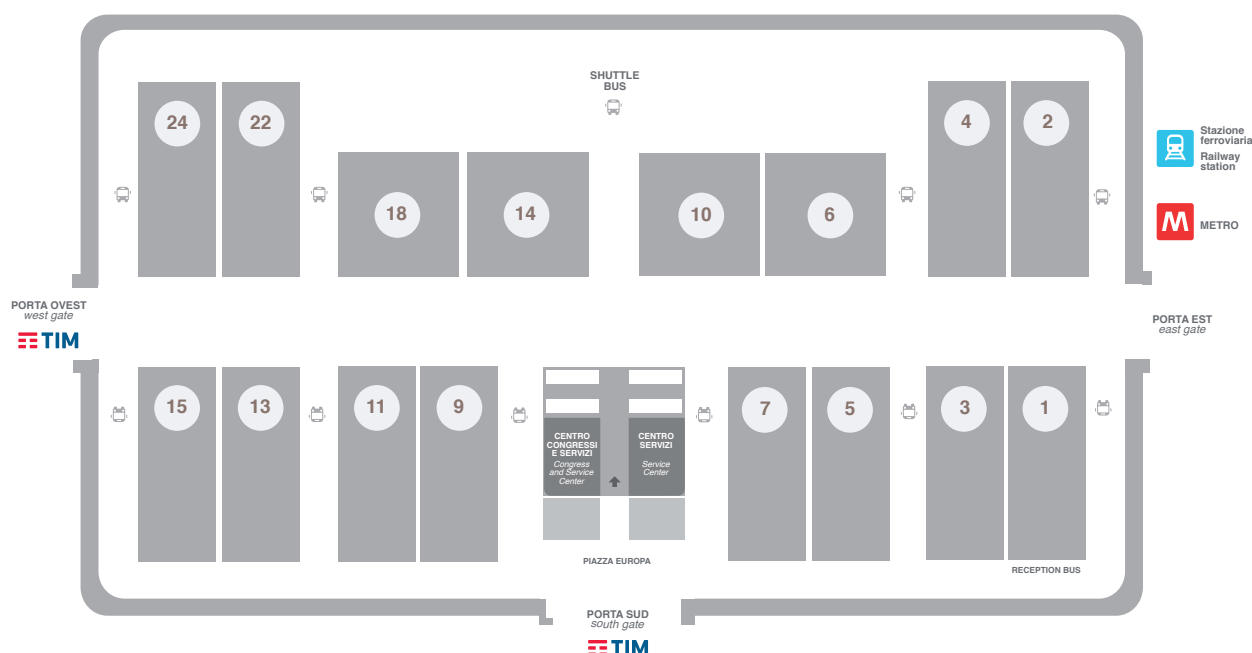 SHUTTLE
BUS
24
22
4
2
18
14
10
6
Stazione
ferroviaria
Railway
station
M
METRO
PORTA OVEST
west gate
TIM
PORTA EST
east gate
15
13
11
9
7
5
3
1
CENTRO
CONGRESSI
E SERVIZI
Congress
and Service
Center
CENTRO
SERVIZI
Service
Center
PIAZZA EUROPA
RECEPTION BUS
PORTA SUD
south gate
TIM